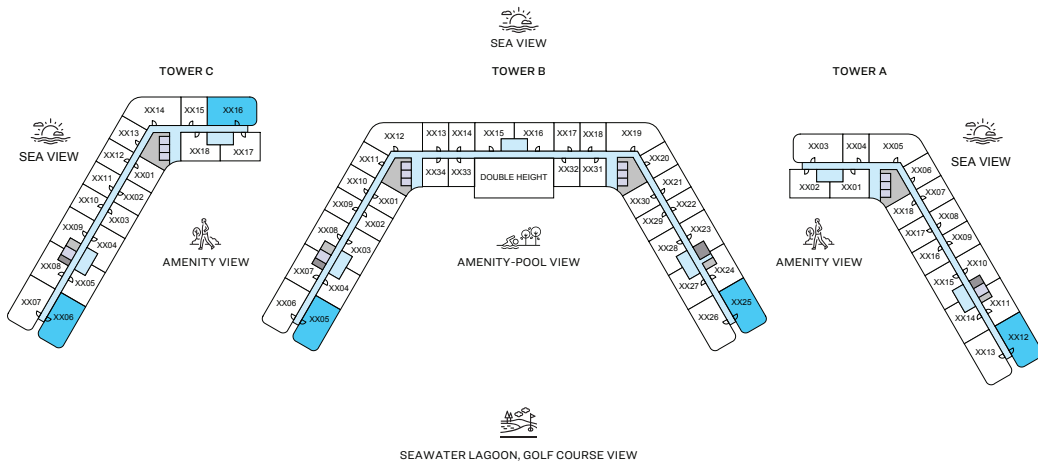 SEA VIEW
TOWER C
TOWER B
TOWER A
SEA VIEW
SEA VIEW
XX14
XX15
XX16
XX13
XX12
XX11
XX10
XX09
XX08
XX07
XX18
XX17
XX01
XX02
XX03
XX04
XX05
XX06
AMENITY VIEW
XX12
XX13
XX14
XX15
XX16
XX17
XX18
XX19
XX11
XX10
XX09
XX08
XX07
XX06
XX34
XX33
DOUBLE HEIGHT
XX32
XX31
XX01
XX02
XX03
XX04
XX05
XX20
XX21
XX22
XX23
XX24
XX25
XX30
XX29
XX28
XX27
XX26
AMENITY-POOL VIEW
XX03
XX04
XX05
XX02
XX01
XX06
XX07
XX08
XX09
XX10
XX11
XX12
XX18
XX17
XX16
XX15
XX14
XX13
AMENITY VIEW
SEAWATER LAGOON, GOLF COURSE VIEW